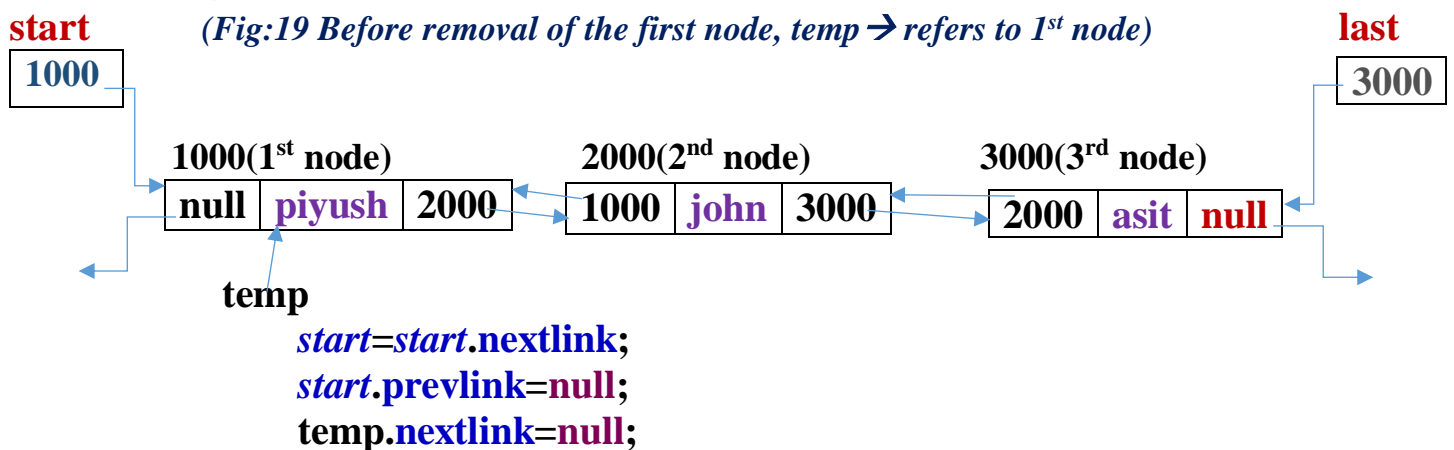 start (Fig:19 Before removal of the first node, temp → refers to 1st node) last
1000 3000
1000(1st node) 2000(2nd node) 3000(3rd node)
null piyush 2000 1000 john 3000 2000 asit null
temp
start=start.nextlink;
start.prevlink=null;
temp.nextlink=null;